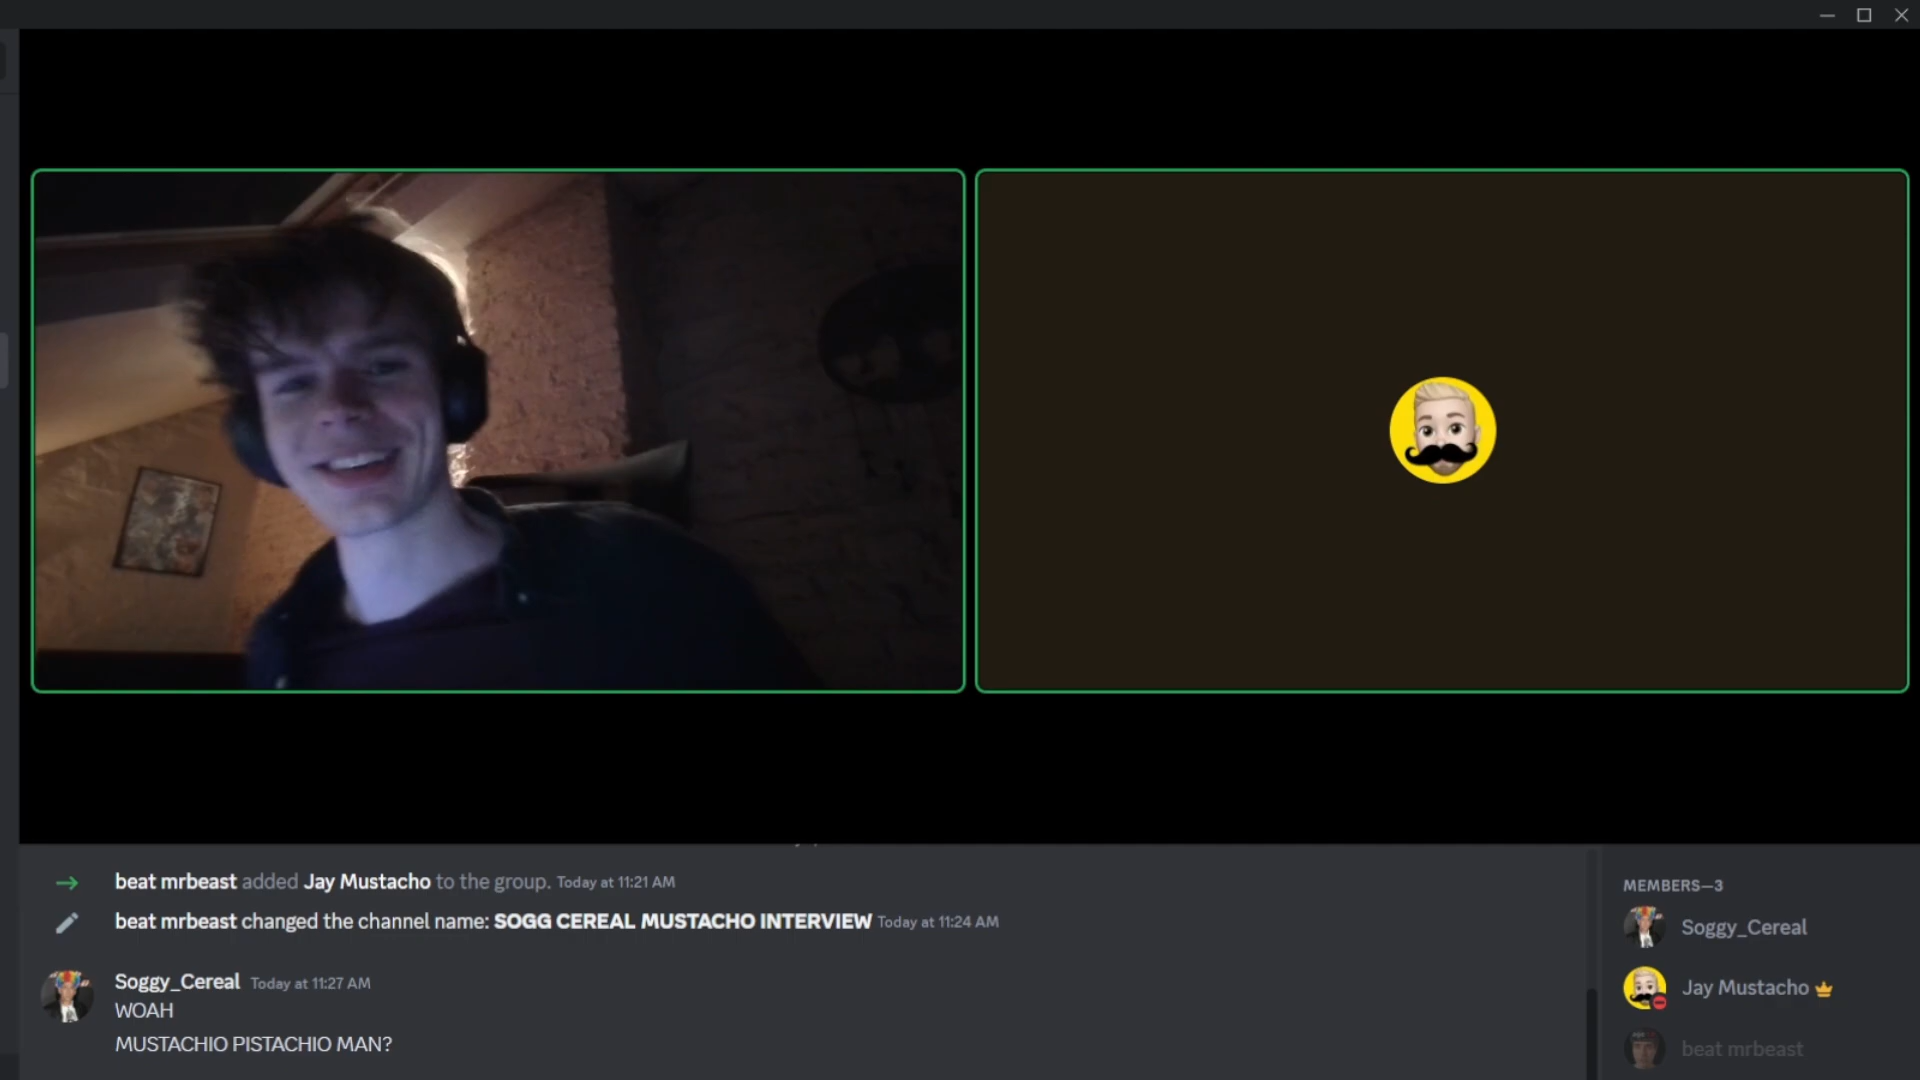 beat mrbeast added Jay Mustacho to the group. Today at 11:21 AM
beat mrbeast changed the channel name: SOGG CEREAL MUSTACHO INTERVIEW Today at 11:24 AM
Soggy_Cereal Today at 11:27 AM
WOAH
MUSTACHIO PISTACHIO MAN?
MEMBERS—3
Soggy_Cereal
Jay Mustacho
beat mrbeast